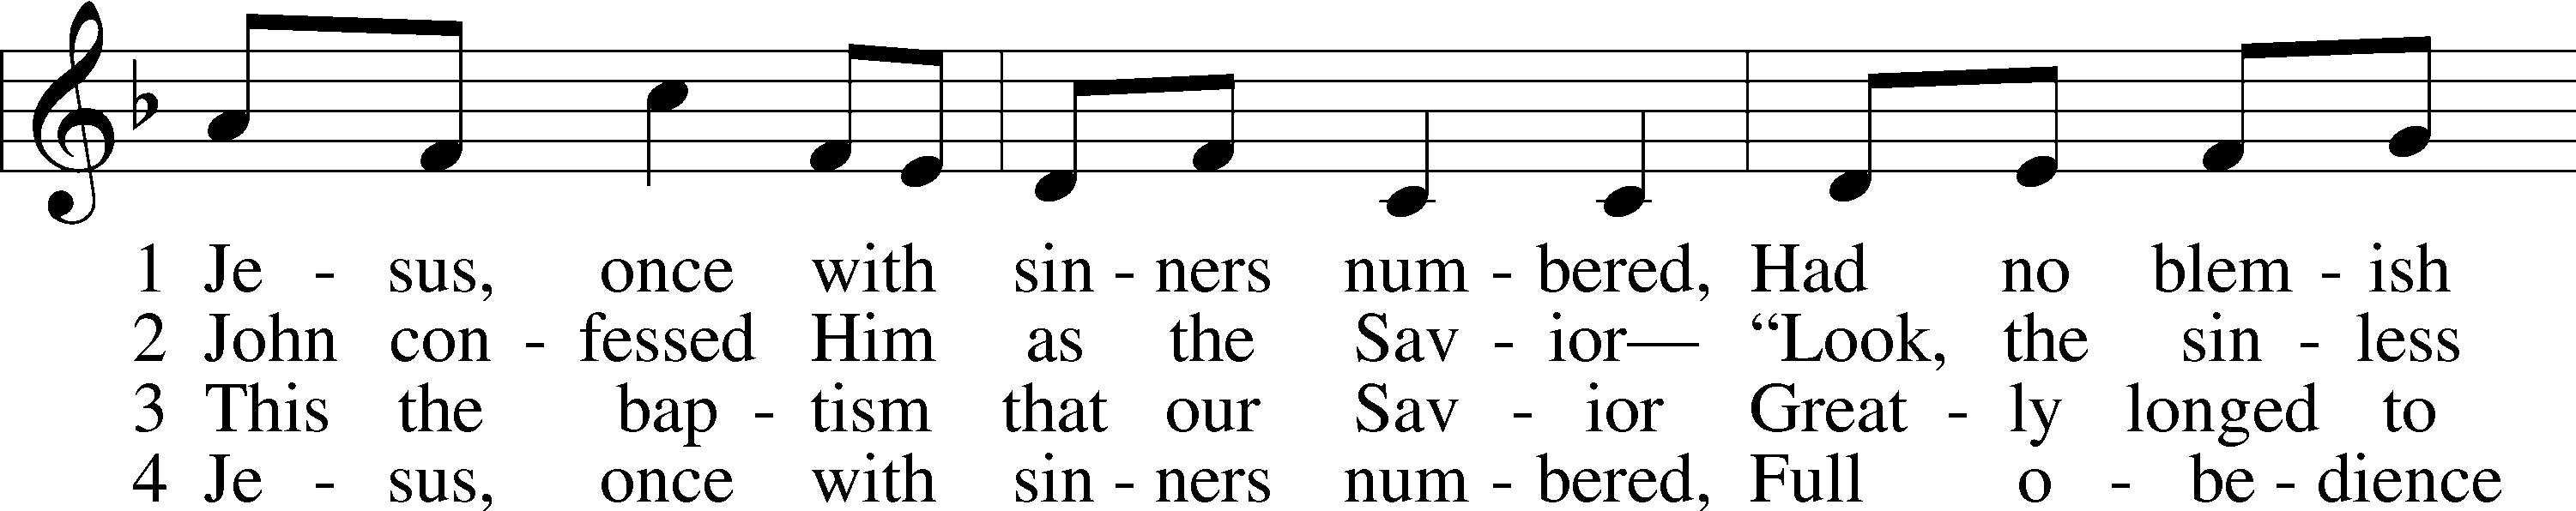 1 Je - sus, once with sin - ners num - bered, Had no blem - ish
2 John con - fessed Him as the Sav - ior— “Look, the sin - less
3 This the bap - tism that our Sav - ior Great - ly longed to
4 Je - sus, once with sin - ners num - bered, Full o - be - dience